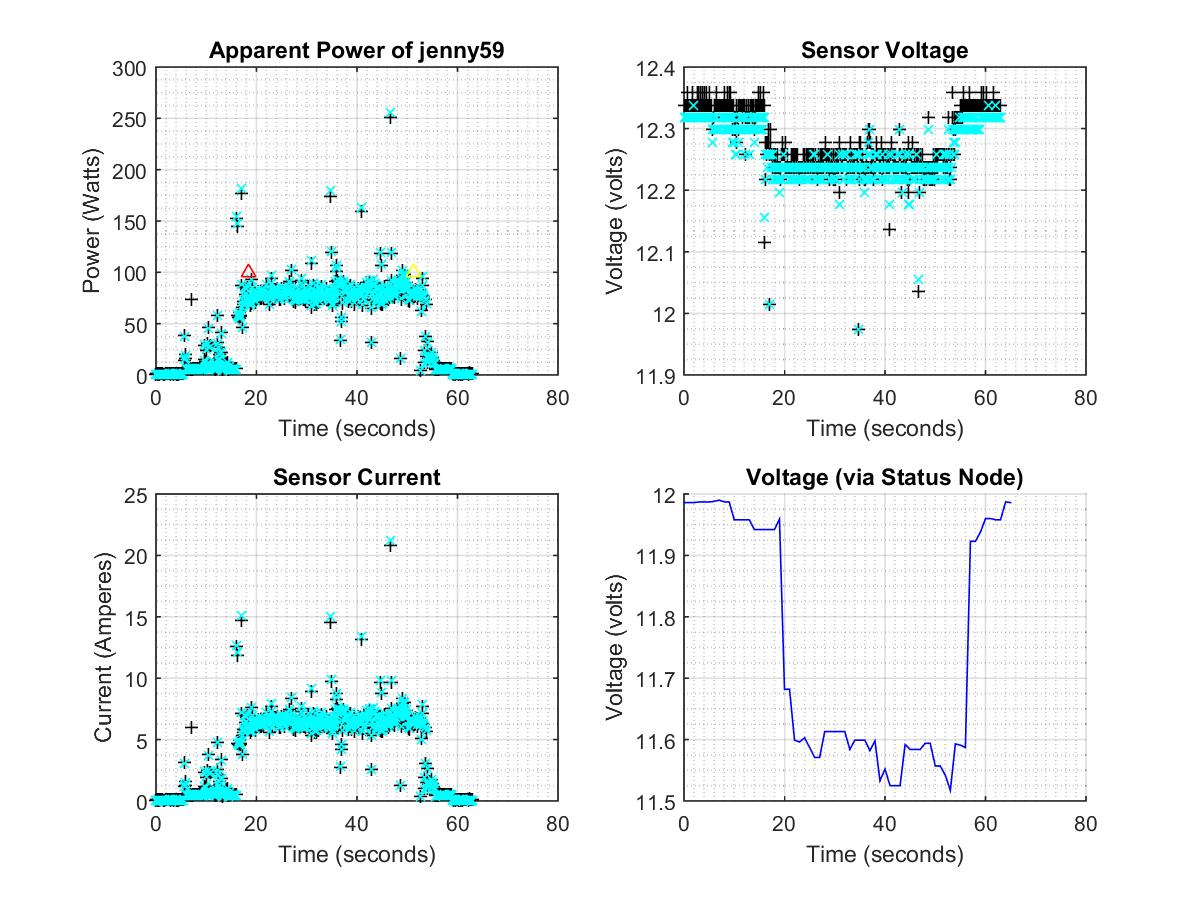 Apparent Power of jenny59
300
250
200
150
100
50
0
Power (Watts)
0 20 40 60 80
Time (seconds)
Sensor Voltage
12.4
12.3
12.2
12.1
12
11.9
Voltage (volts)
0 20 40 60 80
Time (seconds)
Sensor Current
25
20
15
10
5
0
Current (Amperes)
0 20 40 60 80
Time (seconds)
Voltage (via Status Node)
12
11.9
11.8
11.7
11.6
11.5
Voltage (volts)
0 20 40 60 80
Time (seconds)